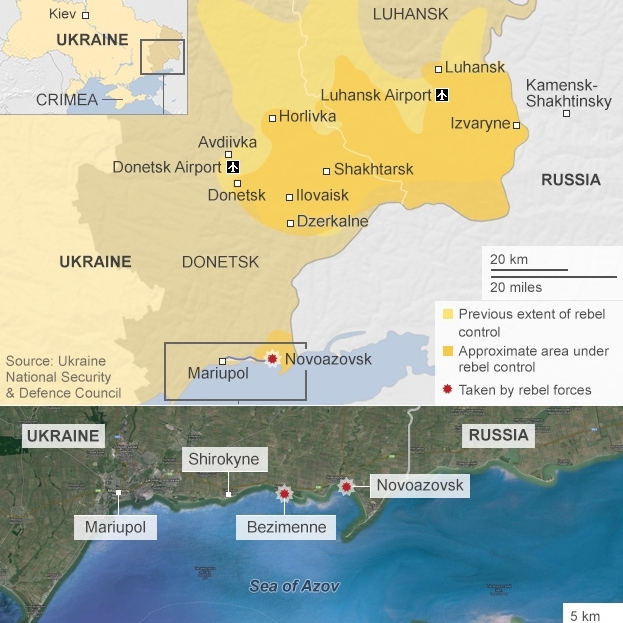 Kiev
UKRAINE
CRIMEA
LUHANSK
Luhansk
Luhansk Airport
Kamensk-
Shakhtinsky
Izvaryne
Horlivka
Avdiivka
Donetsk Airport
Shakhtarsk
Donetsk
Ilovaisk
RUSSIA
Dzerkalne
UKRAINE
DONETSK
20 km
20 miles
Previous extent of rebel
control
Approximate area under
rebel control
Taken by rebel forces
Novoazovsk
Mariupol
Source: Ukraine
National Security
& Defence Council
UKRAINE
RUSSIA
Shirokyne
Novoazovsk
Mariupol
Bezimenne
Sea of Azov
5 km